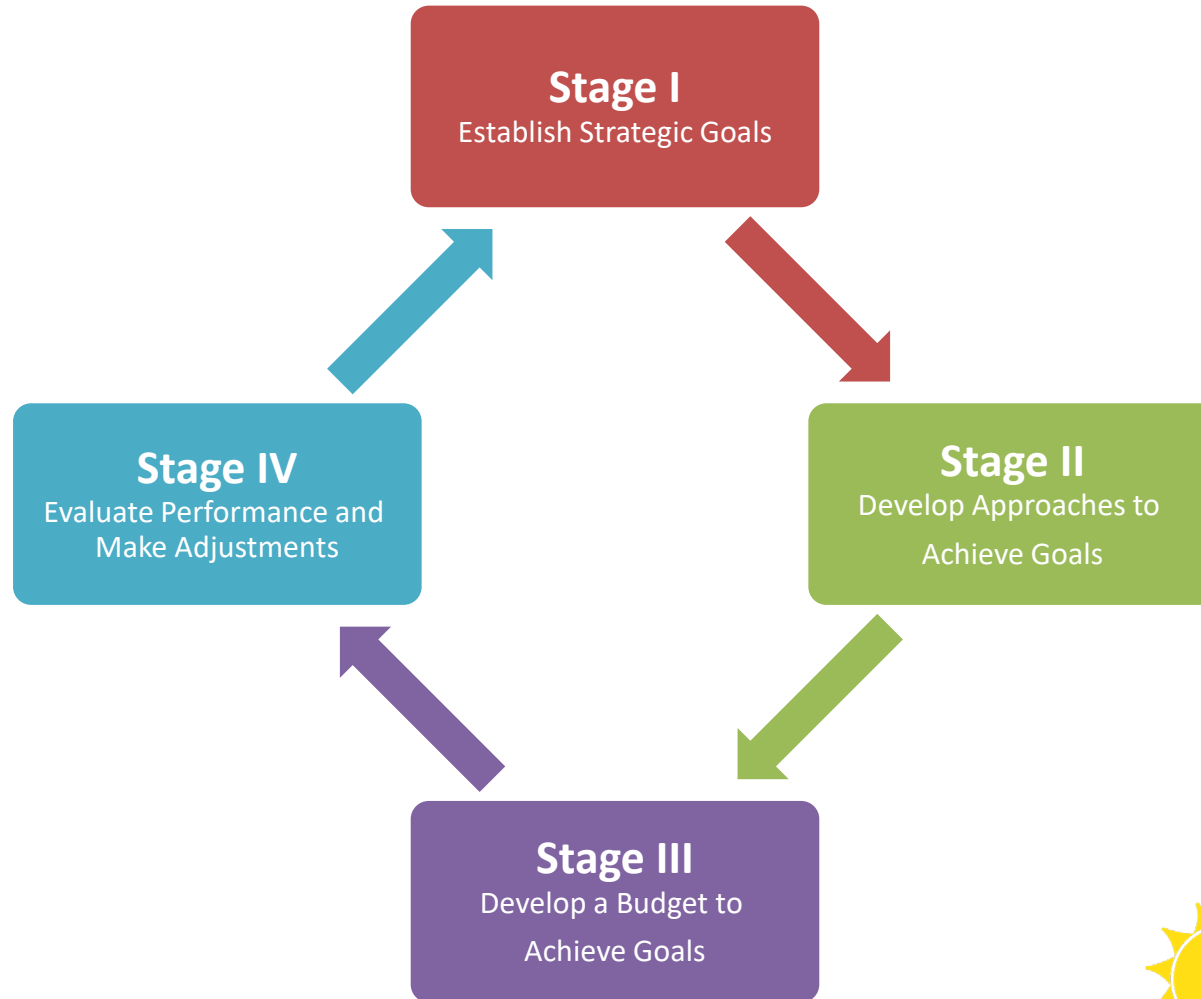 Stage I
Establish Strategic Goals
Stage II
Develop Approaches to
Achieve Goals
Stage III
Develop a Budget to
Achieve Goals
Stage IV
Evaluate Performance and
Make Adjustments